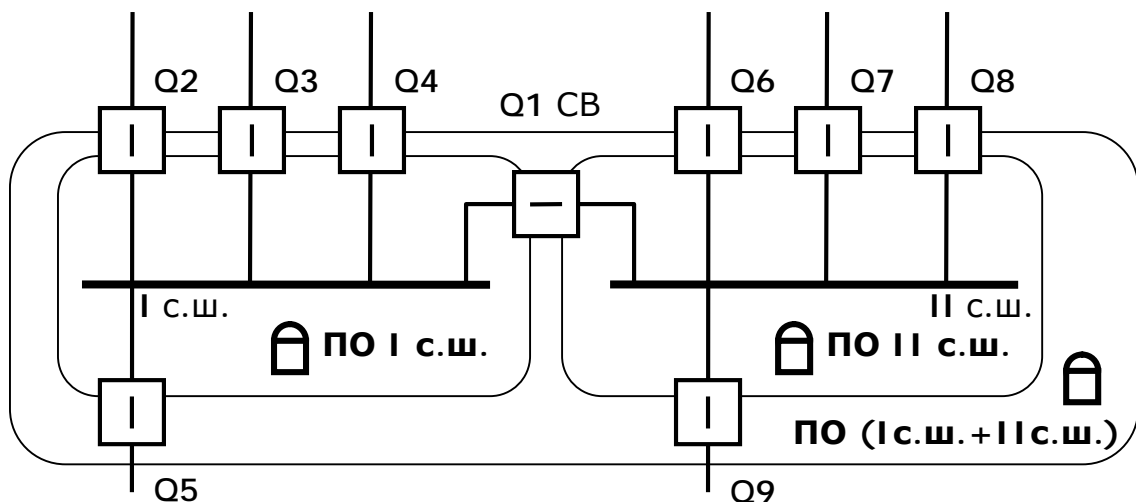 Q2
Q3
Q4
Q1 СВ
Q6
Q7
Q8
I с.ш.
II с.ш.
ПО I с.ш.
ПО II с.ш.
ПО (Iс.ш.+IIс.ш.)
Q5
Q9